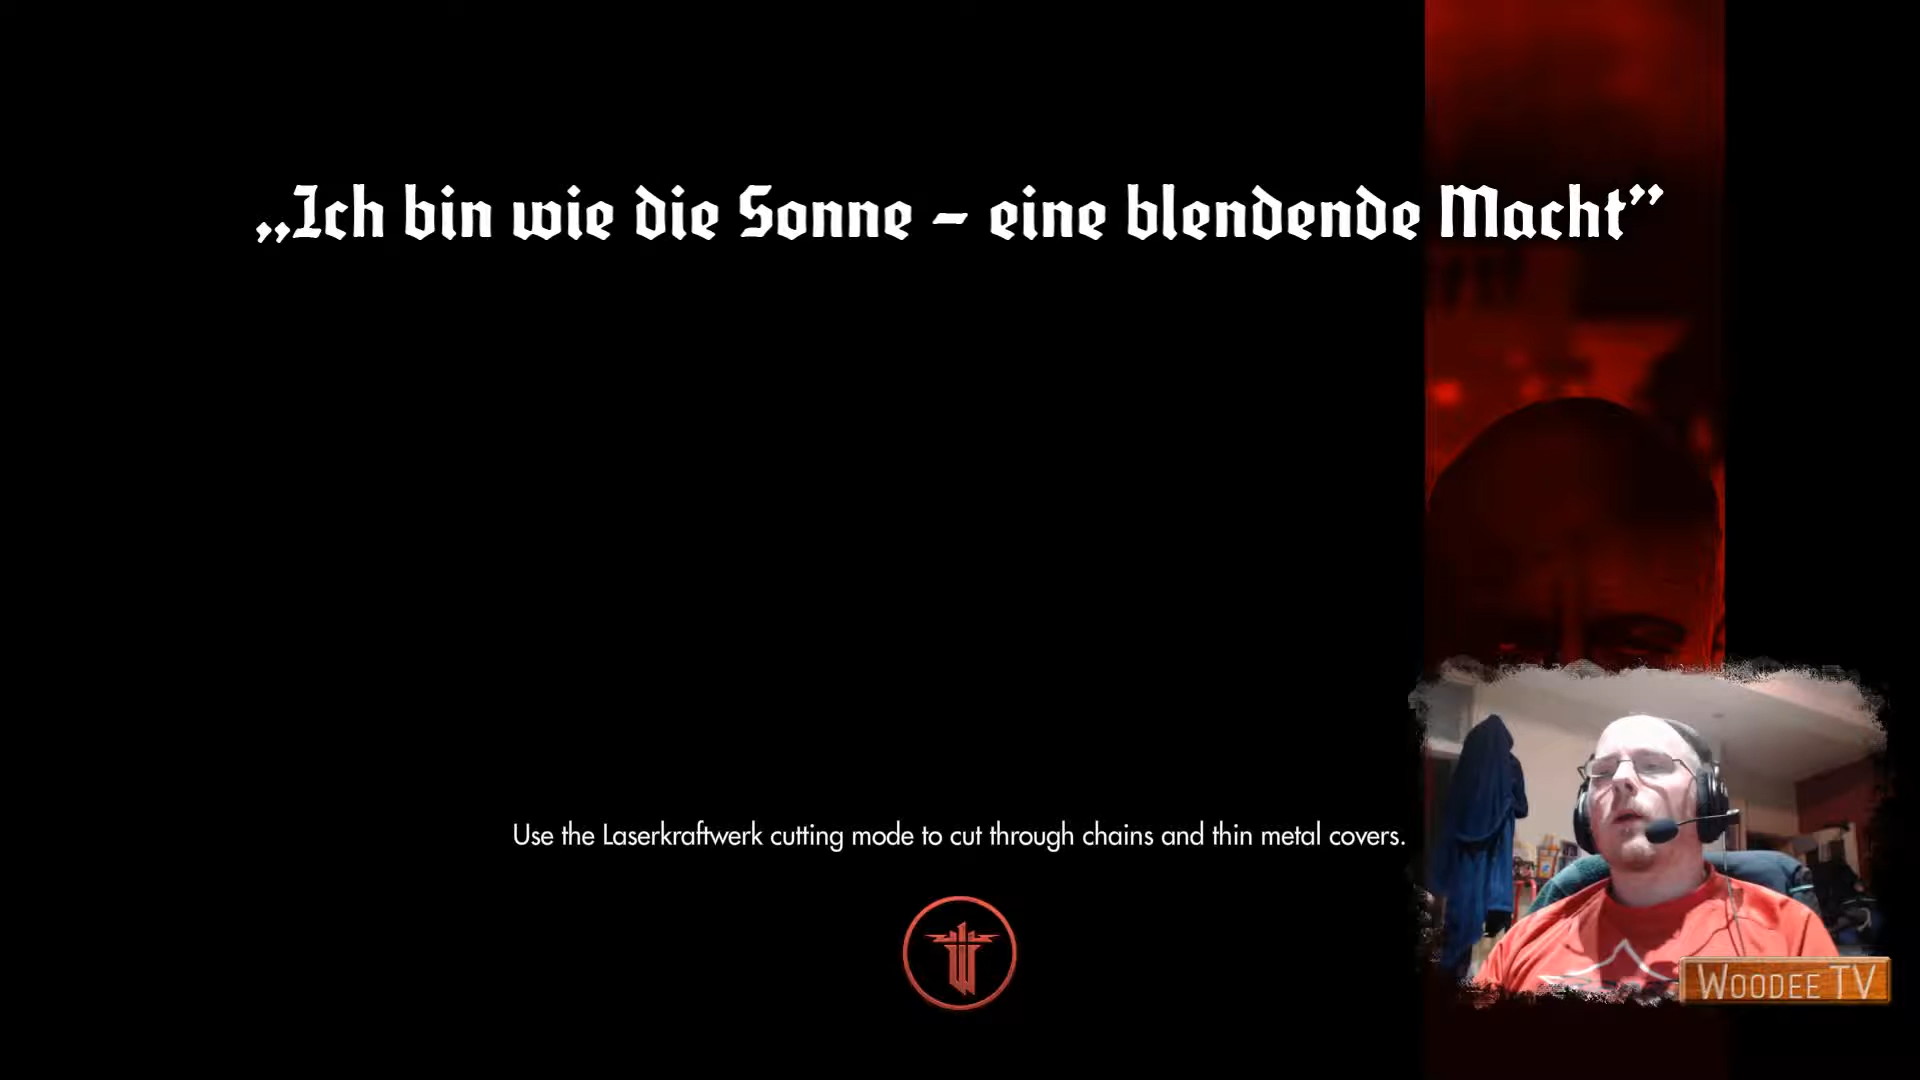 „Ich bin wie die Sonne – eine blendende Macht”
Use the Laserkraftwerk cutting mode to cut through chains and thin metal covers.
WOODEE TV